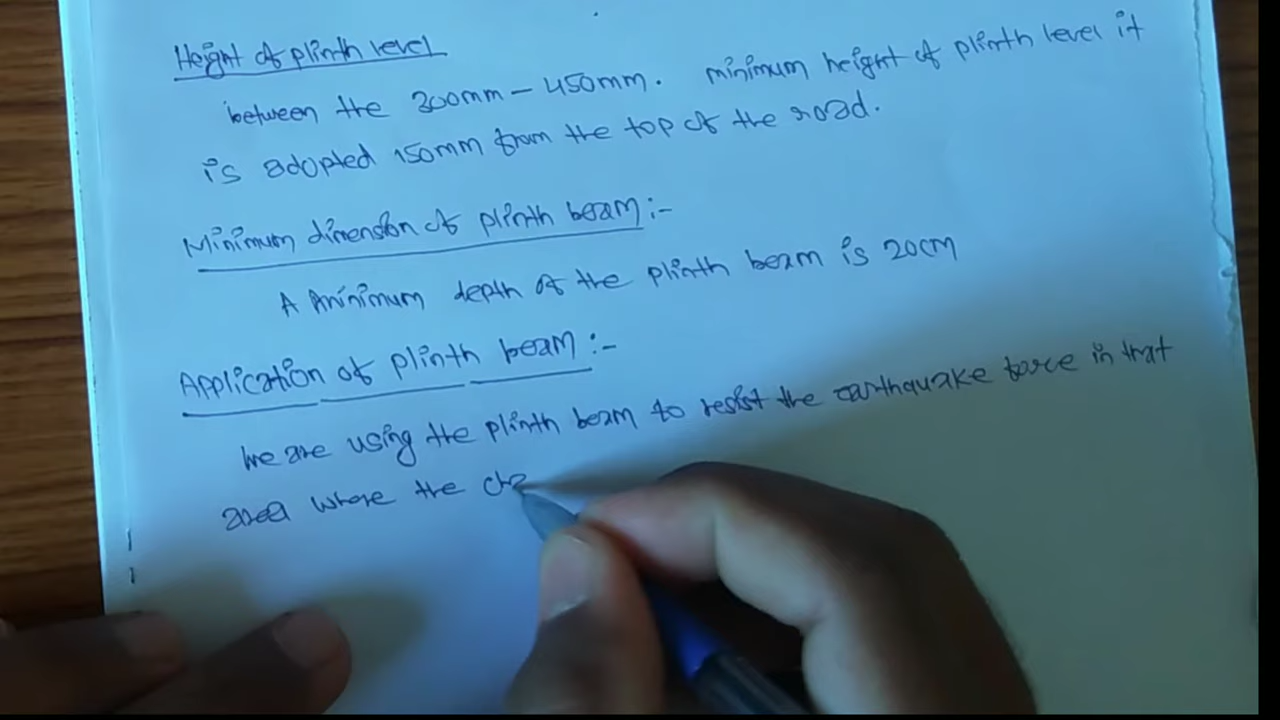 Height of plinth level
between the 300mm - 450mm. minimum height of plinth level it
is adopted 150mm from the top of the road.
Minimum dimension of plinth beam :-
A minimum depth of the plinth beam is 20cm
Application of plinth beam :-
We are using the plinth beam to resist the earthquake force in that
area where the cha